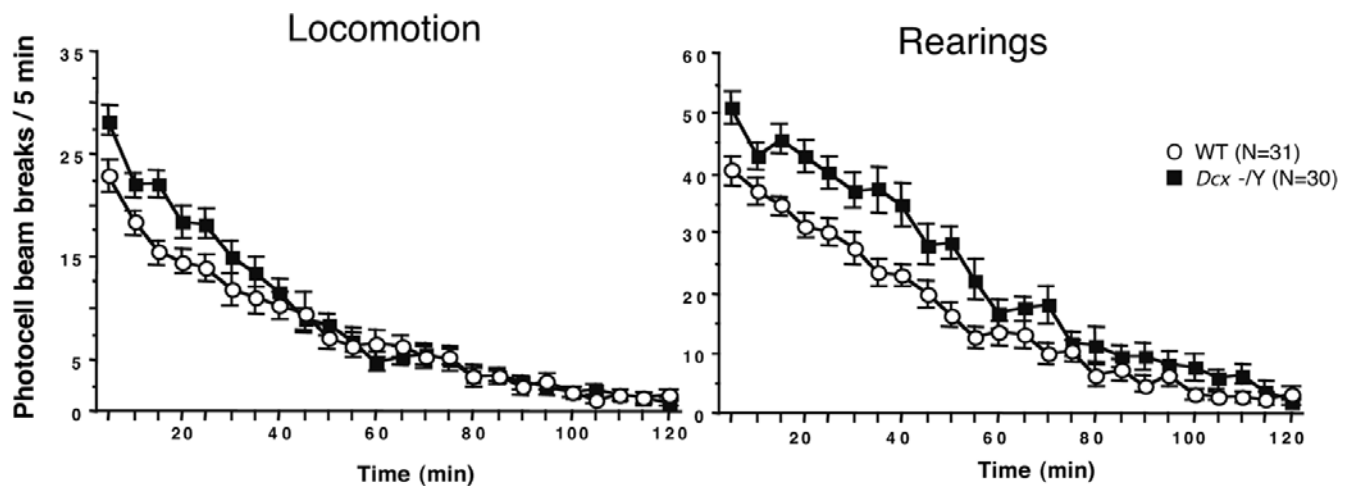 Locomotion
Photocell beam breaks / 5 min
35
25
15
5
0
20 40 60 80 100 120
Time (min)
Rearings
60
50
40
30
20
10
0
20 40 60 80 100 120
Time (min)
WT (N=31)
Dcx -/Y (N=30)